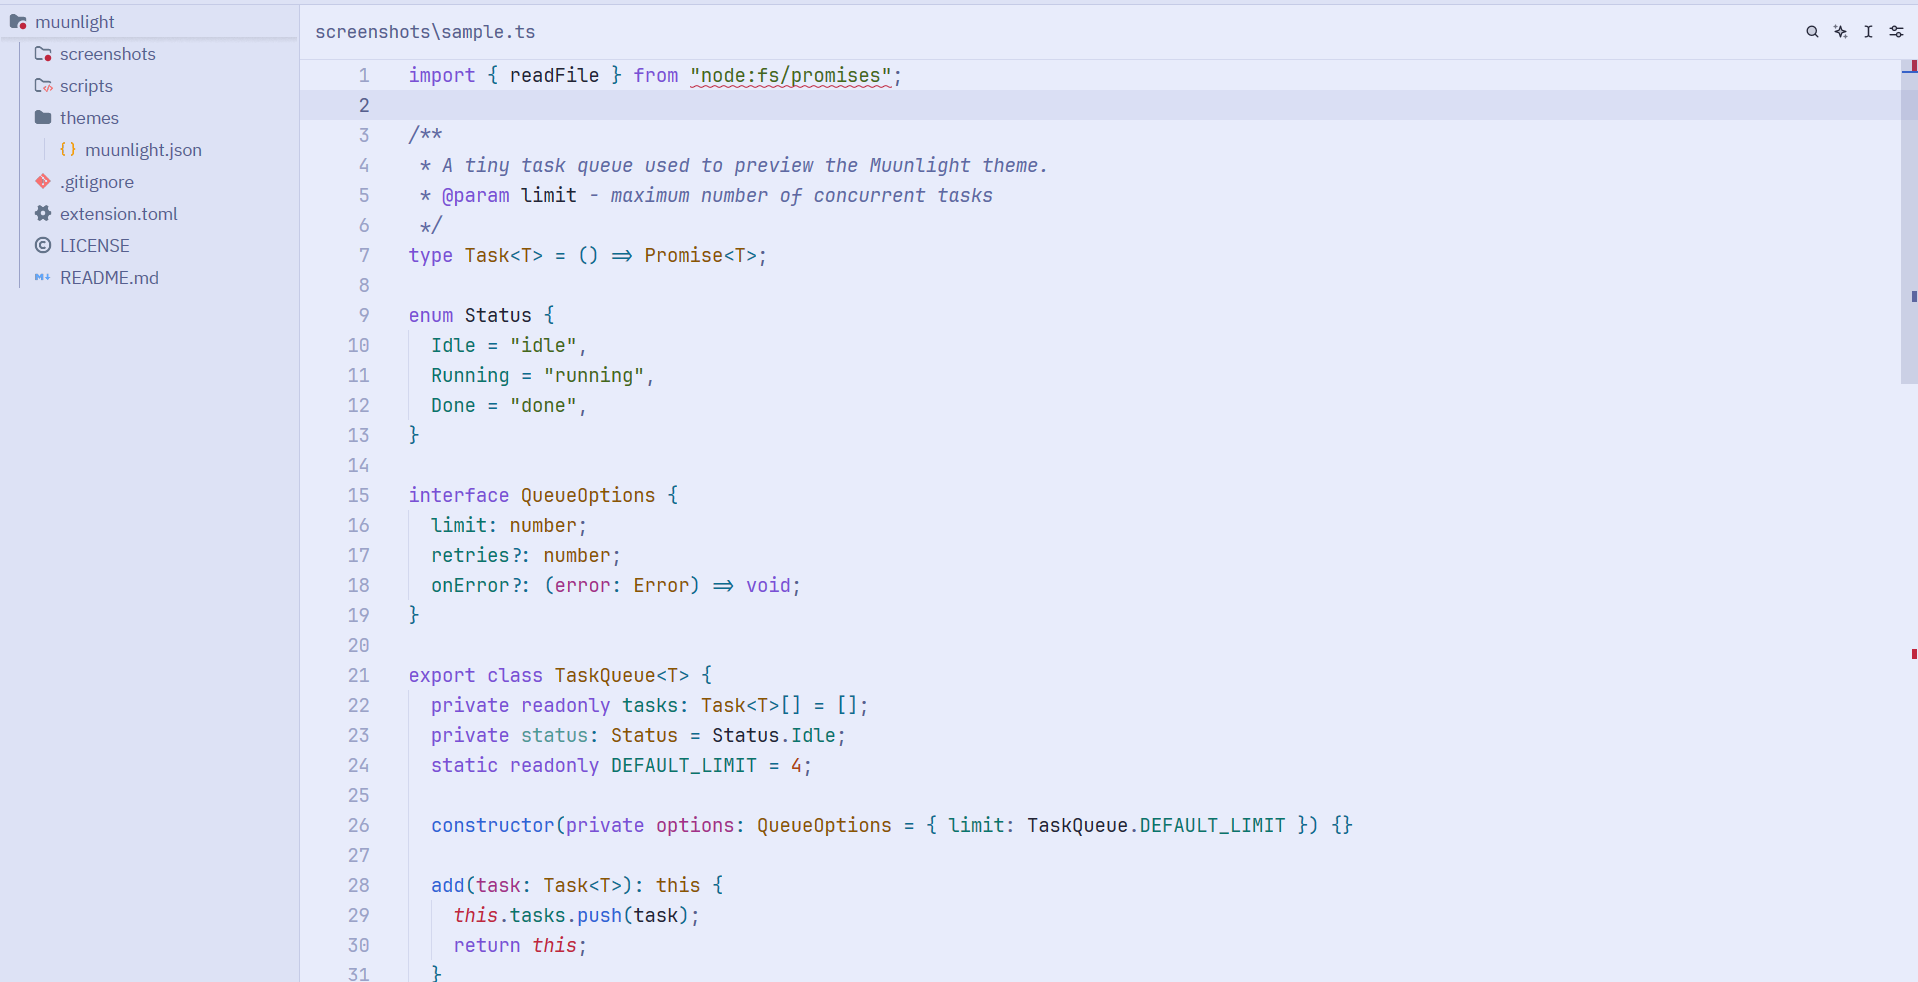 muunlight
screenshots
scripts
themes
muunlight.json
.gitignore
extension.toml
LICENSE
README.md
screenshots\sample.ts
1 import { readFile } from "node:fs/promises";
2
3 /**
4  * A tiny task queue used to preview the Muunlight theme.
5  * @param limit - maximum number of concurrent tasks
6  */
7 type Task<T> = () => Promise<T>;
8
9 enum Status {
10   Idle = "idle",
11   Running = "running",
12   Done = "done",
13 }
14
15 interface QueueOptions {
16   limit: number;
17   retries?: number;
18   onError?: (error: Error) => void;
19 }
20
21 export class TaskQueue<T> {
22   private readonly tasks: Task<T>[] = [];
23   private status: Status = Status.Idle;
24   static readonly DEFAULT_LIMIT = 4;
25
26   constructor(private options: QueueOptions = { limit: TaskQueue.DEFAULT_LIMIT }) {}
27
28   add(task: Task<T>): this {
29     this.tasks.push(task);
30     return this;
31   }